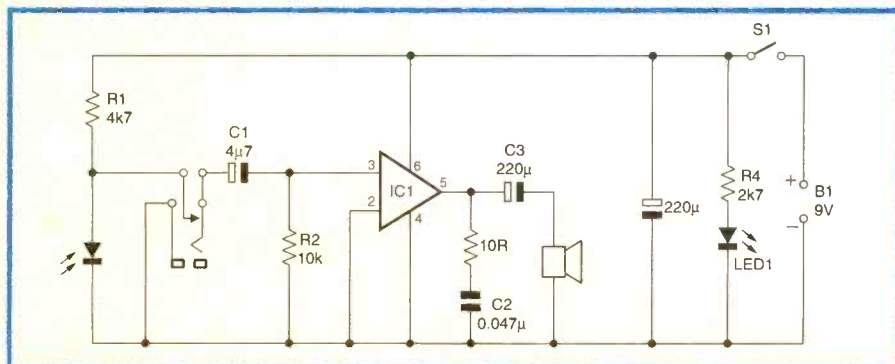 S1
R1
4k7
C1
4µ7
3
6
IC1
5
2
4
C3
220µ
R2
10k
10R
C2
0.047µ
220µ
R4
2k7
LED1
+
B1
9V
−